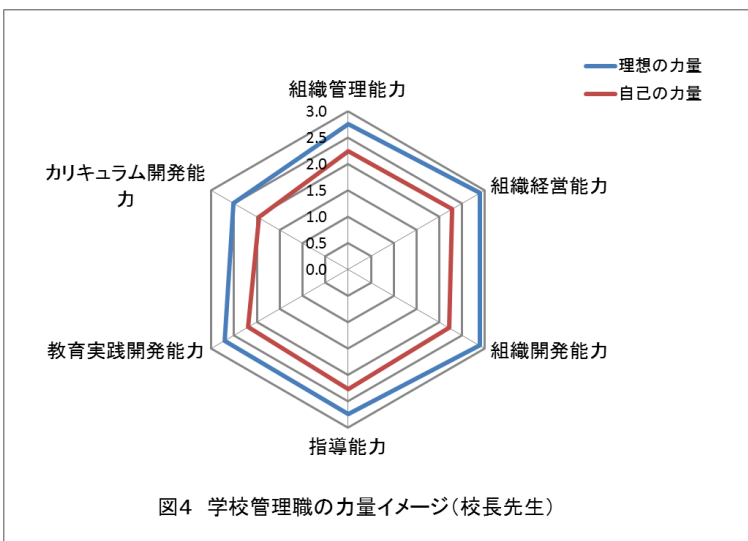 理想の力量
自己の力量
組織管理能力
3.0
2.5
2.0
1.5
1.0
0.5
0.0
組織経営能力
組織開発能力
指導能力
教育実践開発能力
カリキュラム開発能
力
図4 学校管理職の力量イメージ(校長先生)